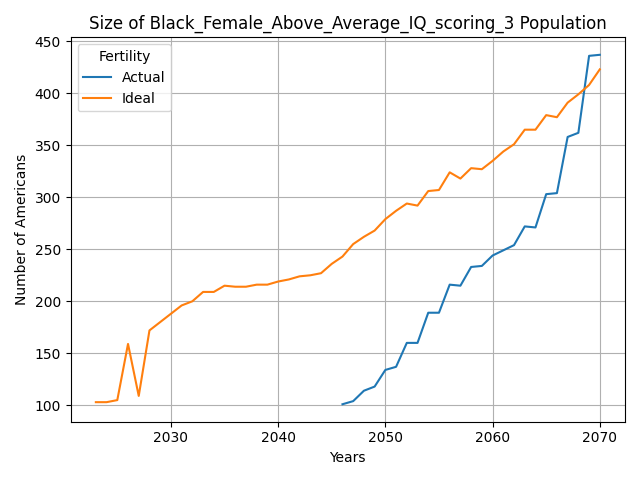 Size of Black_Female_Above_Average_IQ_scoring_3 Population
Fertility
Actual
Ideal
Number of Americans
450
400
350
300
250
200
150
100
2030 2040 2050 2060 2070
Years